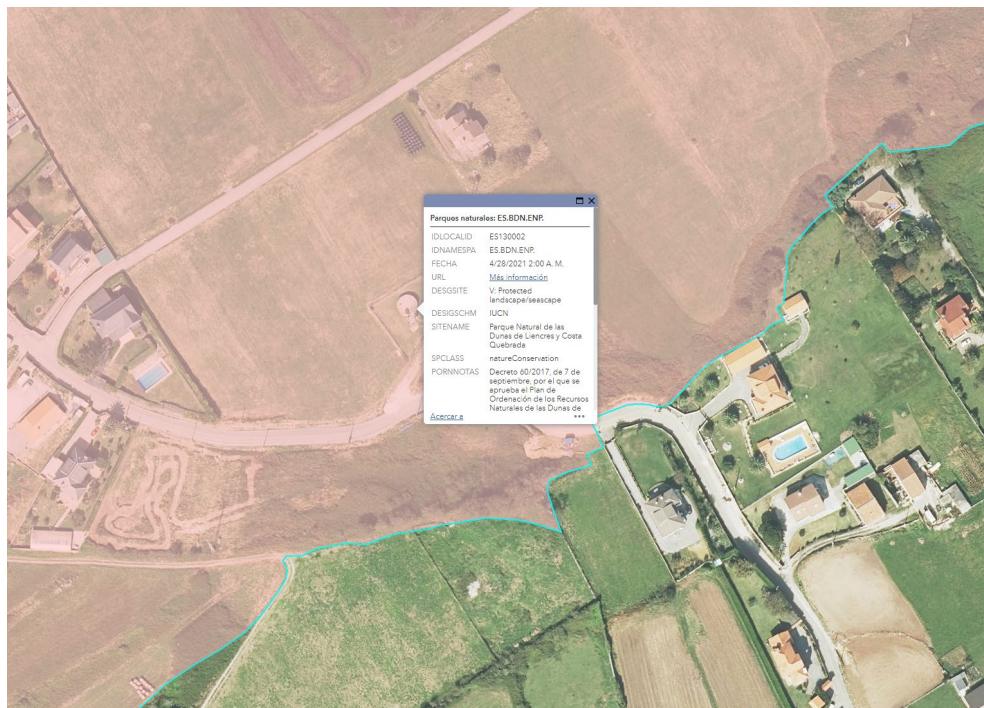 Parques naturales: ES.BDN.ENP.
IDLOCALID ES130002
IDNAMESPA ES.BDN.ENP.
FECHA 4/28/2021 2:00 A. M.
URL Más información
DESGSITE V: Protected
landscape/seascape
DESIGSCHM IUCN
SITENAME Parque Natural de las
Dunas de Liencres y Costa
Quebrada
SPCLASS natureConservation
PORNNOTAS Decreto 60/2017, de 7 de
septiembre, por el que se
aprueba el Plan de
Ordenación de los Recursos
Naturales de las Dunas de
Acercar a